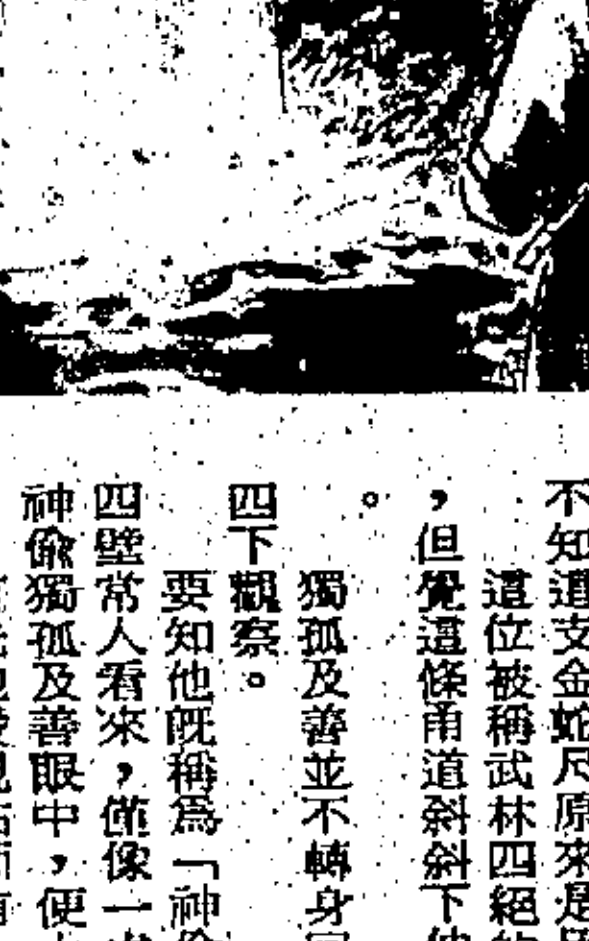 不知道支金蛇尺原來是
這位被稱武林四絕
，但覺這條甬道斜斜下
。
獨孤及善並不轉身
四下觀察。
要知他既稱爲「神偷
四壁常人看來，僅像一
神偷獨孤及善眼中，便